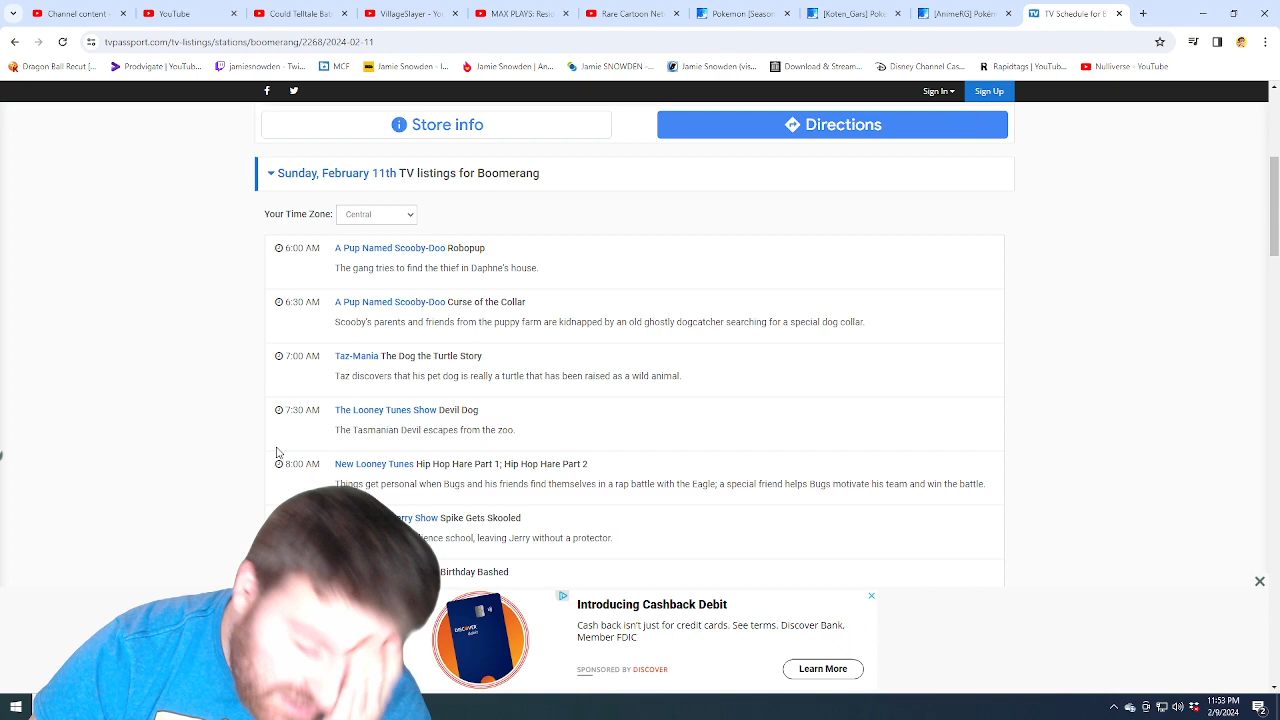 Channel content
YouTube
Could Telltale Ba
VillageSlayer - T
MAX PLAYS: Resid
Rare Cartoon Net
Pokemon [Season
[KotenGars] Poké
[AnimeRG] Pokém
TV Schedule for B
tvpassport.com/tv-listings/stations/boomerang/2268/2024-02-11
Dragon Ball Recut [...
Prodvigate | YouTub...
jamiesnowden - Twi...
MCF
Jamie Snowden - I...
Jamie Snowden | An...
Jamie SNOWDEN |...
Jamie Snowden (vis...
Download & Stream...
Disney Channel Cas...
Rapidtags | YouTub...
Nulliverse - YouTube
Sign In
Sign Up
Store info
Directions
Sunday, February 11th TV listings for Boomerang
Your Time Zone: Central
6:00 AM A Pup Named Scooby-Doo Robopup
The gang tries to find the thief in Daphne's house.
6:30 AM A Pup Named Scooby-Doo Curse of the Collar
Scooby's parents and friends from the puppy farm are kidnapped by an old ghostly dogcatcher searching for a special dog collar.
7:00 AM Taz-Mania The Dog the Turtle Story
Taz discovers that his pet dog is really a turtle that has been raised as a wild animal.
7:30 AM The Looney Tunes Show Devil Dog
The Tasmanian Devil escapes from the zoo.
8:00 AM New Looney Tunes Hip Hop Hare Part 1; Hip Hop Hare Part 2
Things get personal when Bugs and his friends find themselves in a rap battle with the Eagle; a special friend helps Bugs motivate his team and win the battle.
Show Spike Gets Skooled
school, leaving Jerry without a protector.
Birthday Bashed
Introducing Cashback Debit
Cash back isn't just for credit cards. See terms. Discover Bank,
Member FDIC
SPONSORED BY DISCOVER
Learn More
DISCOVER
11:53 PM
2/9/2024